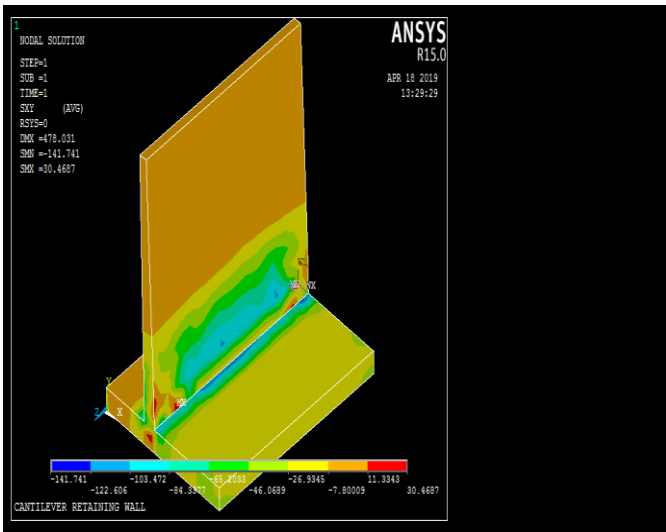 1
NODAL SOLUTION
STEP=1
SUB =1
TIME=1
SXY (AVG)
RSYS=0
DMX =478.031
SMN =-141.741
SMX =30.4687
ANSYS
R15.0
APR 18 2019
13:29:29
MX
Y
Z X
MX
-141.741 -103.472 -65.2033 -26.9345 11.3343
-122.606 -84.3377 -46.0689 -7.80009 30.4687
CANTILEVER RETAINING WALL